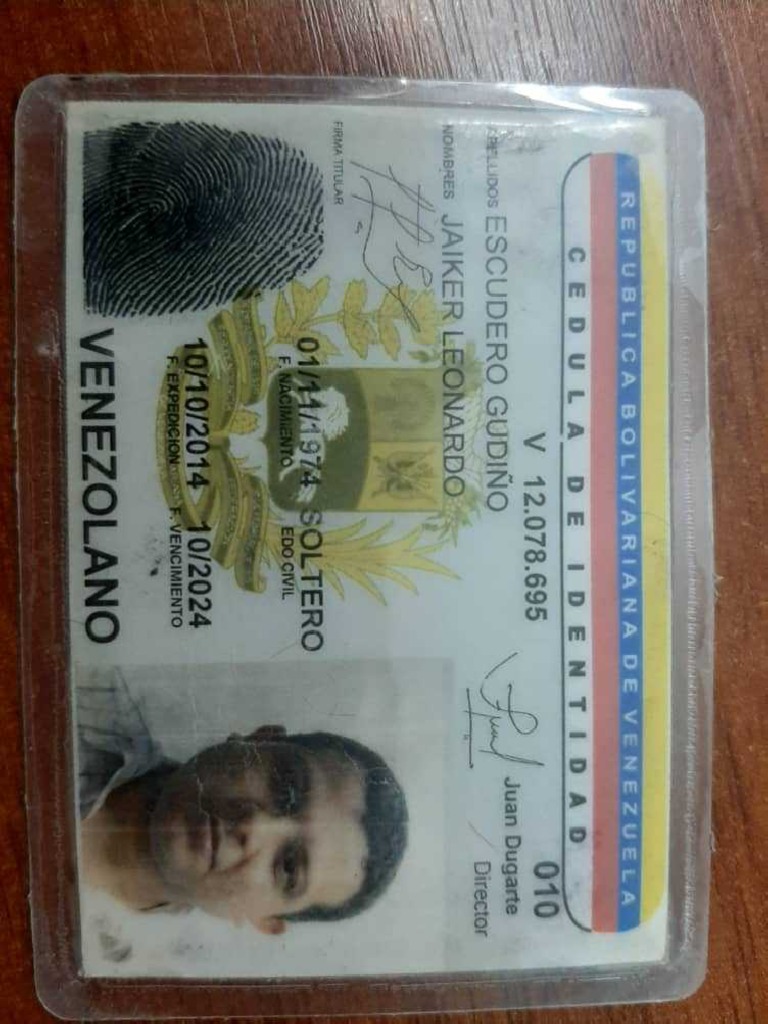 REPUBLICA BOLIVARIANA DE VENEZUELA
CEDULA DE IDENTIDAD
V 12.078.695
010
APELLIDOS ESCUDERO GUDIÑO
Juan Dugarte
Director
NOMBRES JAIKER LEONARDO
FIRMA TITULAR
01/11/1974 SOLTERO
F. NACIMIENTO EDO CIVIL
10/10/2014 10/2024
F. EXPEDICION F. VENCIMIENTO
VENEZOLANO